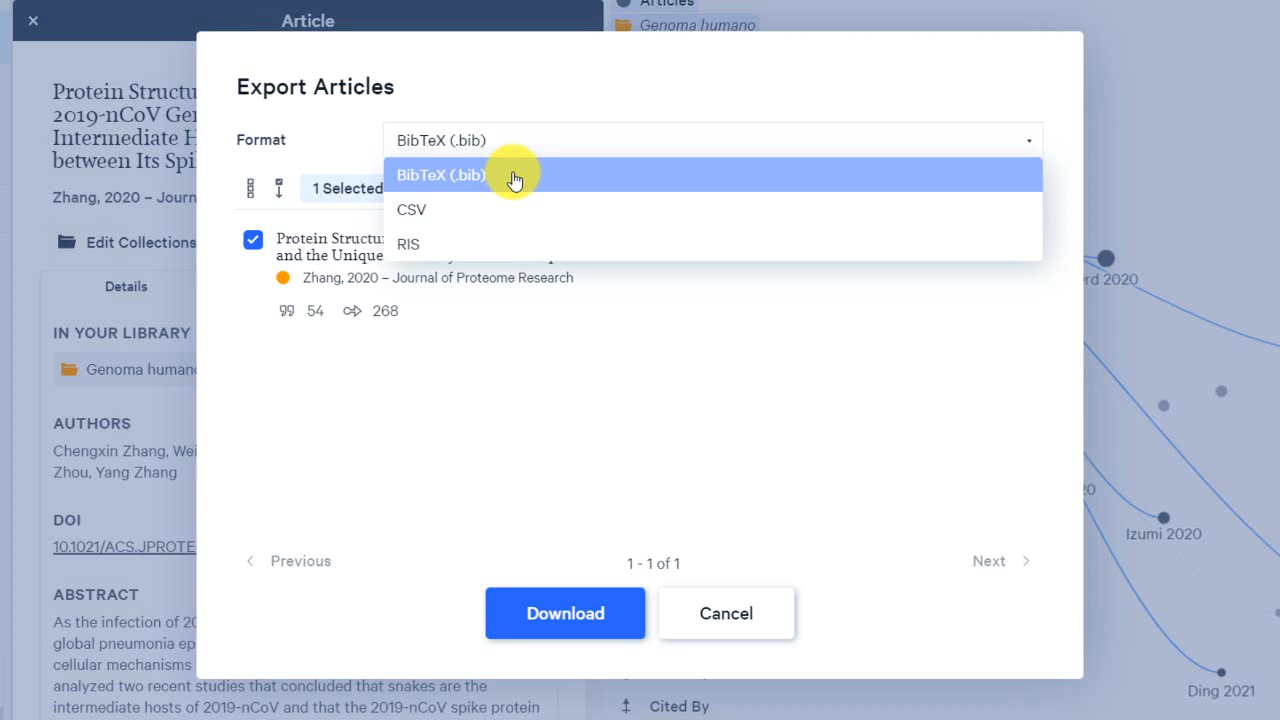 Article
Articles
Genoma humano
Protein Structu
2019-nCoV Gen
Intermediate H
between Its Spi
Zhang, 2020 – Journ
Edit Collections
Details
IN YOUR LIBRARY
Genoma humano
AUTHORS
Chengxin Zhang, Wei
Zhou, Yang Zhang
DOI
10.1021/ACS.JPROTE
ABSTRACT
As the infection of 20
global pneumonia ep
cellular mechanisms
analyzed two recent studies that concluded that snakes are the
intermediate hosts of 2019-nCoV and that the 2019-nCoV spike protein
Export Articles
Format
BibTeX (.bib)
BibTeX (.bib)
CSV
RIS
1 Selected
Protein Structu
and the Unique
Zhang, 2020 – Journal of Proteome Research
54 268
Previous
1 - 1 of 1
Next
Download
Cancel
rd 2020
20
Izumi 2020
Ding 2021
Cited By